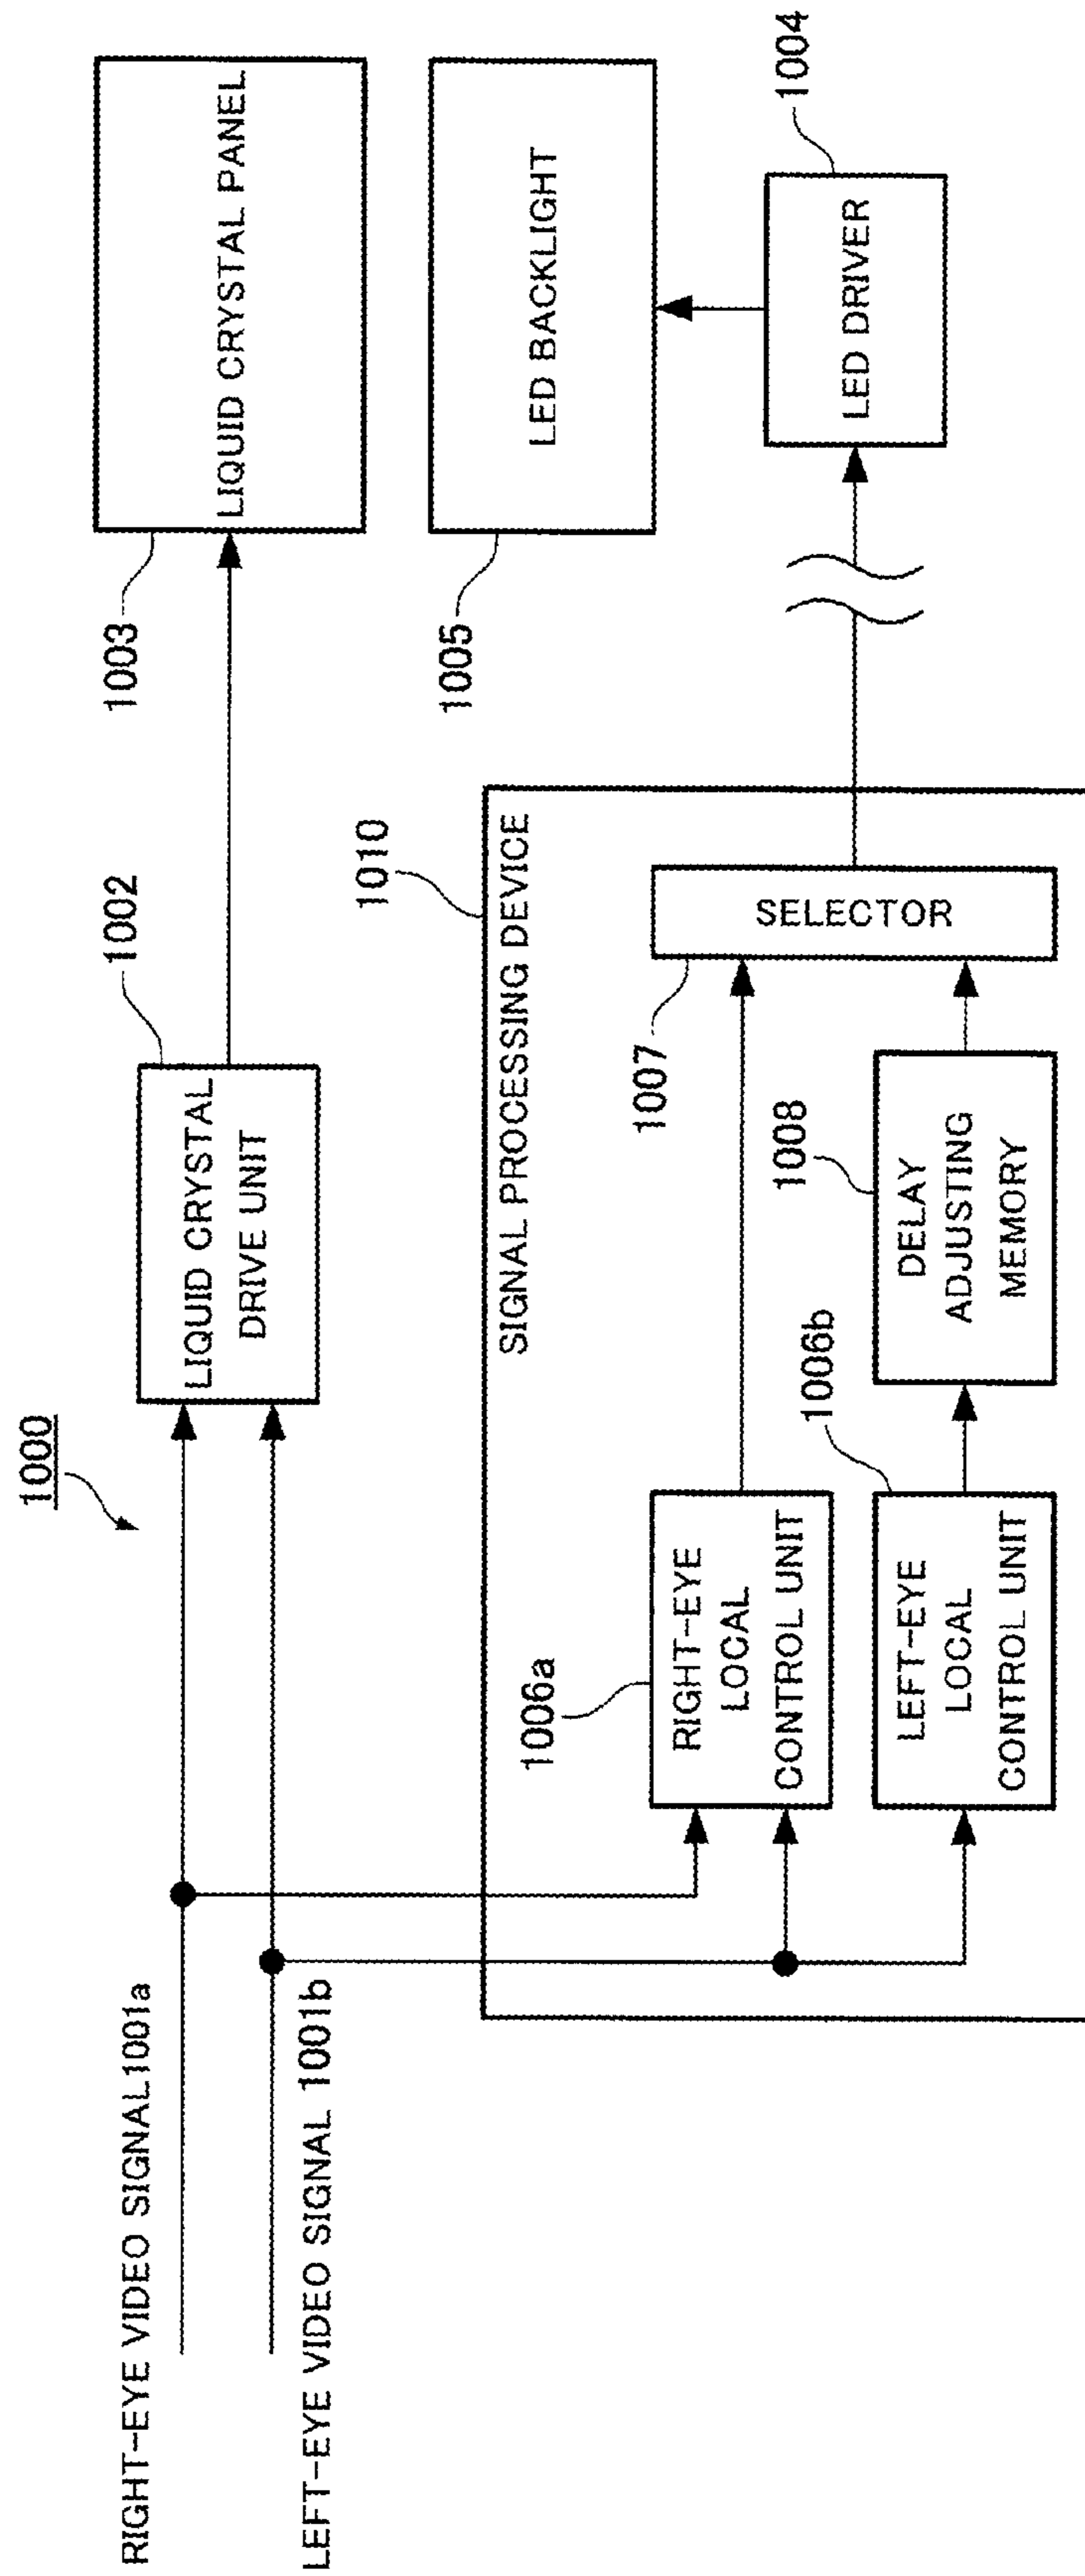 1000
RIGHT-EYE VIDEO SIGNAL1001a
LEFT-EYE VIDEO SIGNAL 1001b
1002
LIQUID CRYSTAL
DRIVE UNIT
1003
LIQUID CRYSTAL PANEL
1005
LED BACKLIGHT
1004
LED DRIVER
1010
SIGNAL PROCESSING DEVICE
1006a
RIGHT-EYE
LOCAL
CONTROL UNIT
1006b
LEFT-EYE
LOCAL
CONTROL UNIT
1008
DELAY
ADJUSTING
MEMORY
1007
SELECTOR